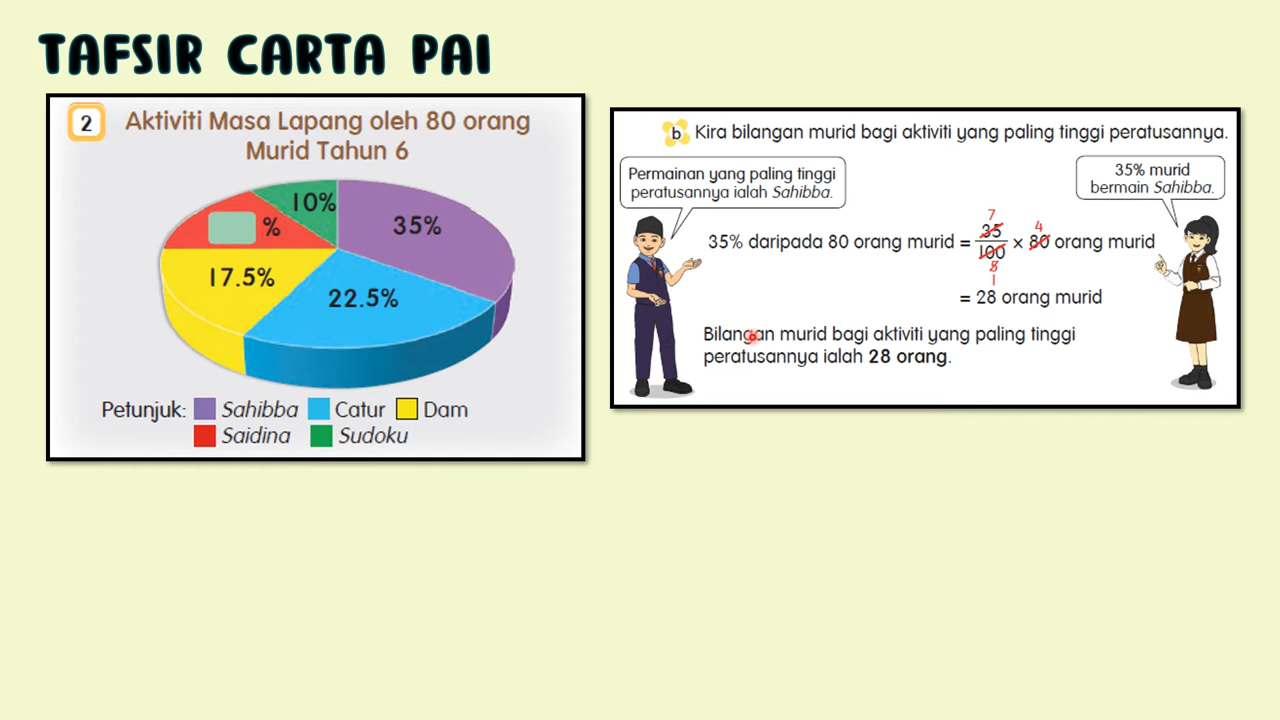 TAFSIR CARTA PAI
2
Aktiviti Masa Lapang oleh 80 orang
Murid Tahun 6
10%
35%
%
17.5%
22.5%
Petunjuk: Sahibba Catur Dam
Saidina Sudoku
b Kira bilangan murid bagi aktiviti yang paling tinggi peratusannya.
Permainan yang paling tinggi
peratusannya ialah Sahibba.
35% murid
bermain Sahibba.
7 4
35% daripada 80 orang murid = 35/100 × 80 orang murid
5
1
= 28 orang murid
Bilangan murid bagi aktiviti yang paling tinggi
peratusannya ialah 28 orang.